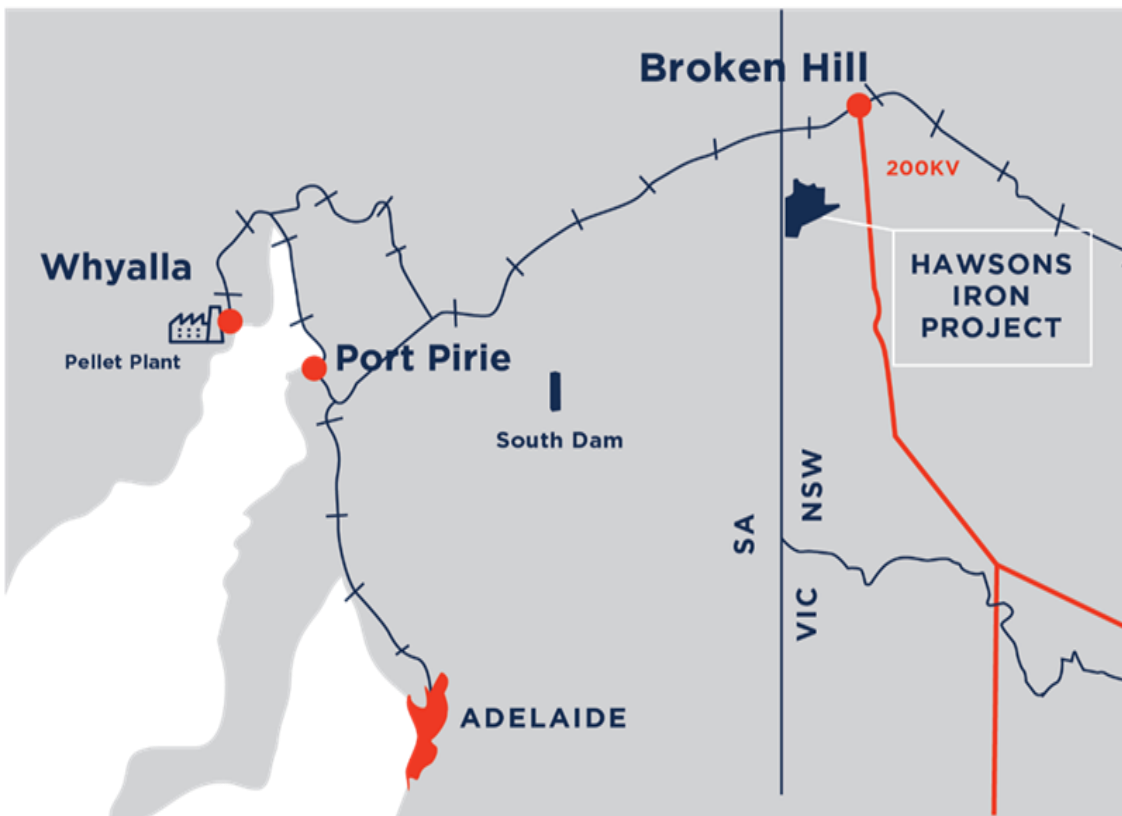 Broken Hill
200KV
Whyalla
HAWSONS
IRON
PROJECT
Pellet Plant
Port Pirie
South Dam
SA
NSW
VIC
ADELAIDE